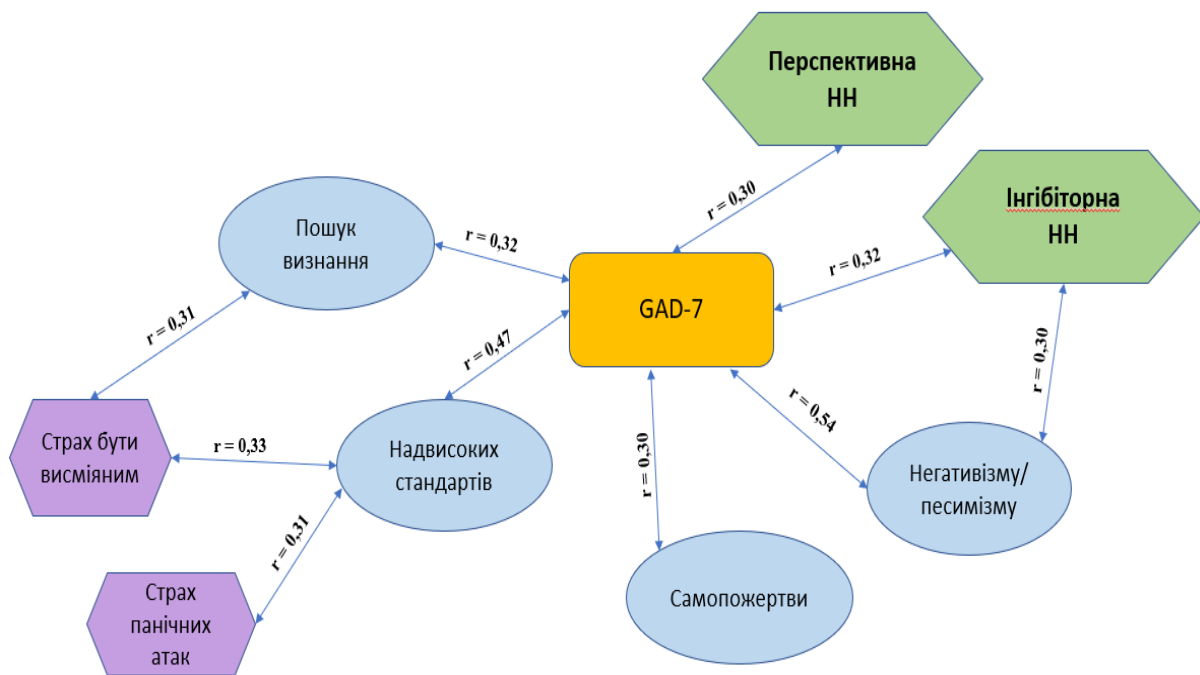 Перспективна
НН
Інгібіторна
НН
r = 0,30
Пошук
визнання
r = 0,32
r = 0,32
GAD-7
r = 0,31
r = 0,47
r = 0,30
r = 0,54
Страх бути
висміяним
r = 0,33
Надвисоких
стандартів
r = 0,30
Негативізму/
песимізму
r = 0,31
Страх
панічних
атак
Самопожертви